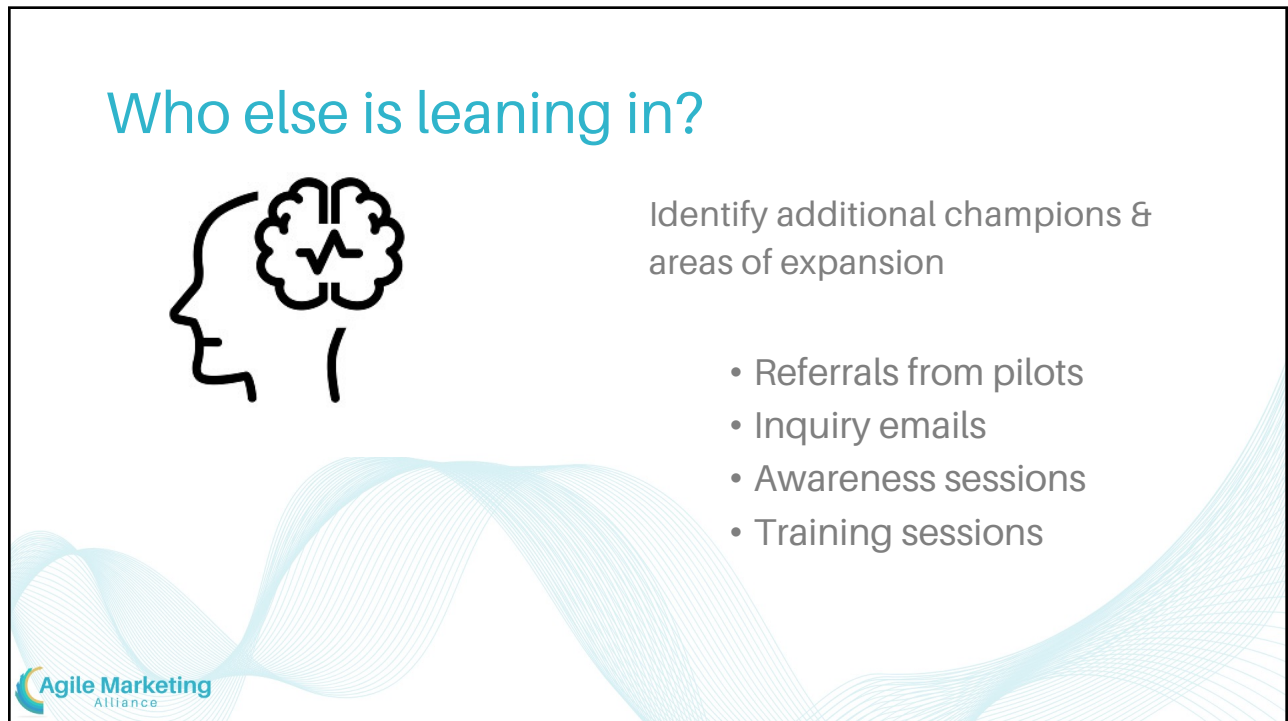 Who else is leaning in?
Identify additional champions &
areas of expansion
• Referrals from pilots
• Inquiry emails
• Awareness sessions
• Training sessions
Agile Marketing
Alliance